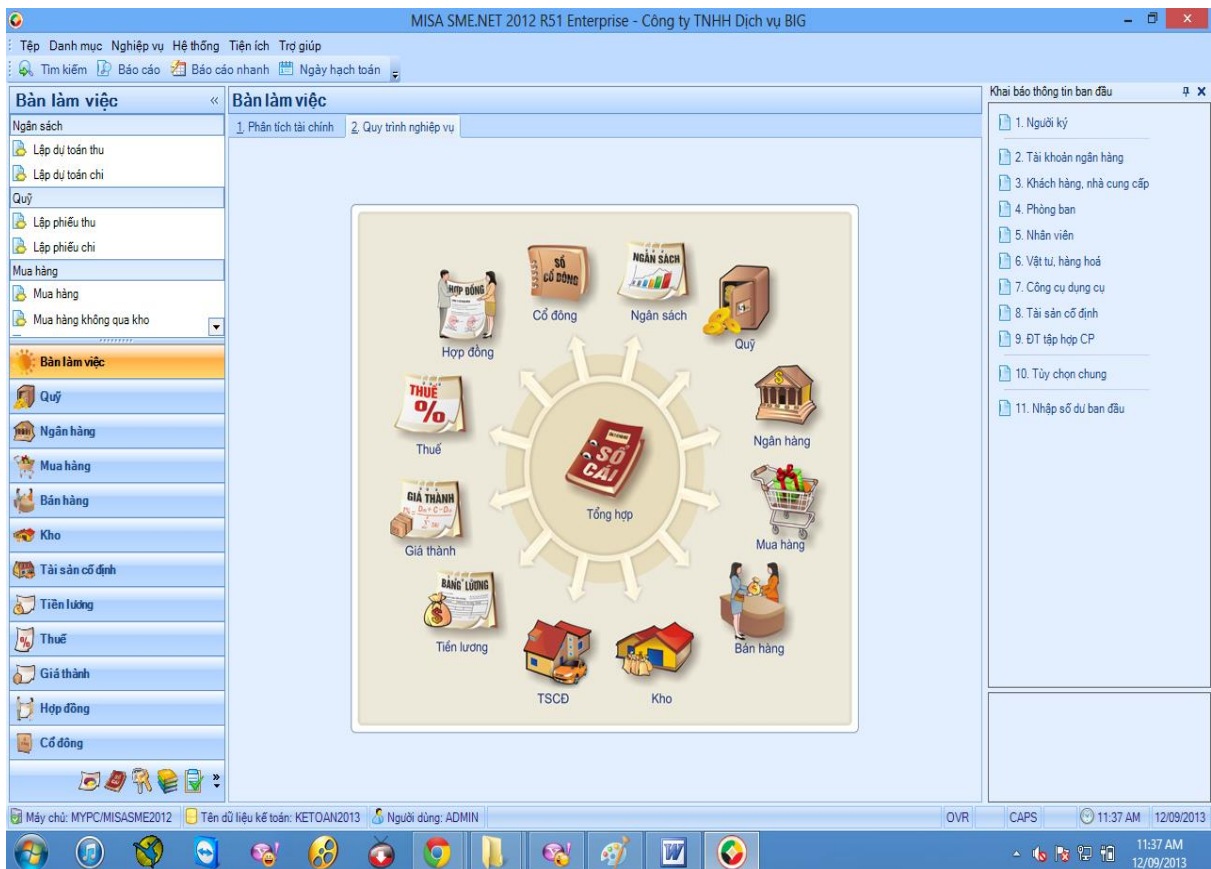 MISA SME.NET 2012 R51 Enterprise - Công ty TNHH Dịch vụ BIG
Tệp Danh mục Nghiệp vụ Hệ thống Tiện ích Trợ giúp
Tìm kiếm Báo cáo Báo cáo nhanh Ngày hạch toán
Bàn làm việc «
Ngân sách
Lập dự toán thu
Lập dự toán chi
Quỹ
Lập phiếu thu
Lập phiếu chi
Mua hàng
Mua hàng
Mua hàng không qua kho
Bàn làm việc
Quỹ
Ngân hàng
Mua hàng
Bán hàng
Kho
Tài sản cố định
Tiền lương
Thuế
Giá thành
Hợp đồng
Cổ đông
Bàn làm việc
1. Phân tích tài chính 2. Quy trình nghiệp vụ
HỢP ĐỒNG
Hợp đồng
SỔ
CỔ ĐÔNG
Cổ đông
NGÂN SÁCH
Ngân sách
Quỹ
THUẾ
%
Thuế
Ngân hàng
SỔ
CÁI
Tổng hợp
GIÁ THÀNH
Giá thành
Mua hàng
BẢNG LƯƠNG
Tiền lương
Bán hàng
TSCĐ
Kho
Khai báo thông tin ban đầu
1. Người ký
2. Tài khoản ngân hàng
3. Khách hàng, nhà cung cấp
4. Phòng ban
5. Nhân viên
6. Vật tư, hàng hoá
7. Công cụ dụng cụ
8. Tài sản cố định
9. ĐT tập hợp CP
10. Tùy chọn chung
11. Nhập số dư ban đầu
Máy chủ: MYPC/MISASME2012 Tên dữ liệu kế toán: KETOAN2013 Người dùng: ADMIN OVR CAPS 11:37 AM 12/09/2013
11:37 AM
12/09/2013